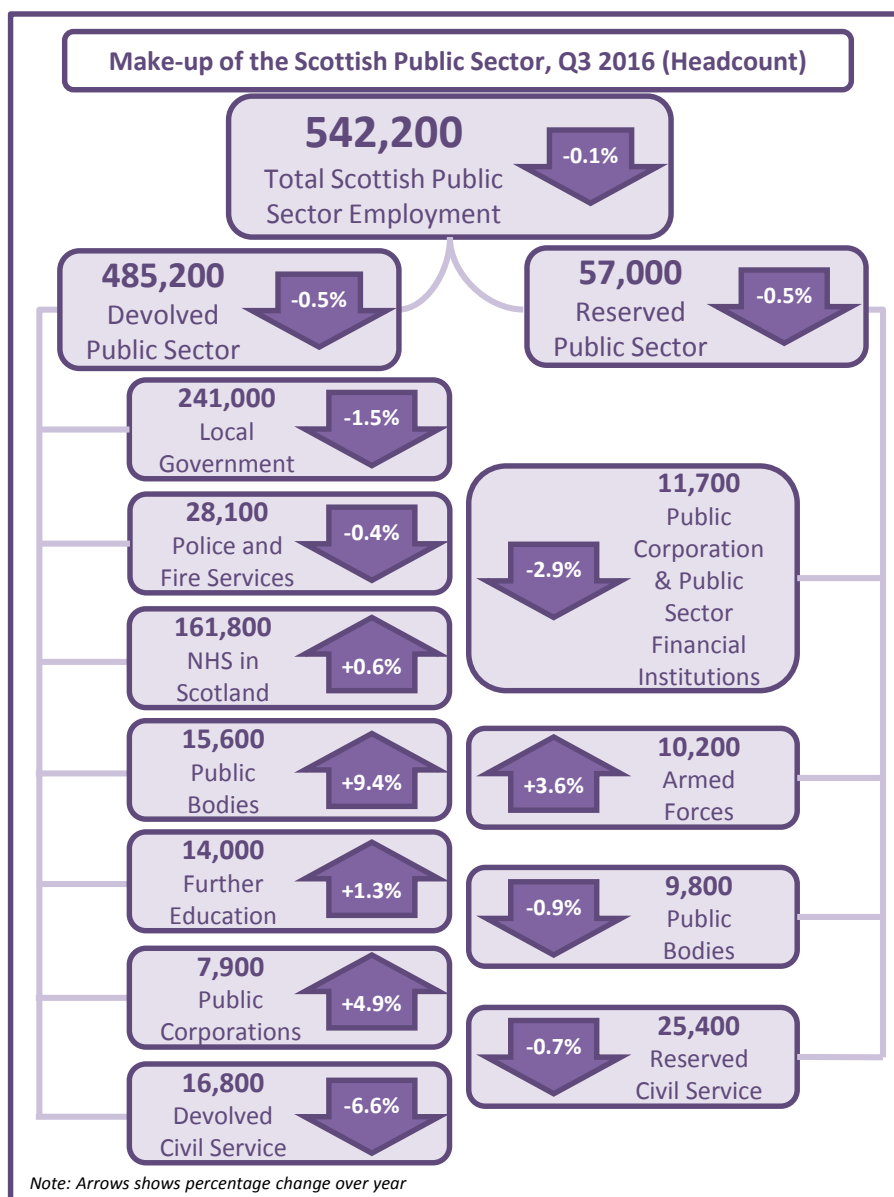 Make-up of the Scottish Public Sector, Q3 2016 (Headcount)
542,200
Total Scottish Public
Sector Employment
-0.1%
485,200
Devolved
Public Sector
-0.5%
57,000
Reserved
Public Sector
-0.5%
241,000
Local
Government
-1.5%
28,100
Police and
Fire Services
-0.4%
161,800
NHS in
Scotland
+0.6%
15,600
Public
Bodies
+9.4%
14,000
Further
Education
+1.3%
7,900
Public
Corporations
+4.9%
16,800
Devolved
Civil Service
-6.6%
11,700
Public
Corporation
& Public
Sector
Financial
Institutions
-2.9%
10,200
Armed
Forces
+3.6%
9,800
Public
Bodies
-0.9%
25,400
Reserved
Civil Service
-0.7%
Note: Arrows shows percentage change over year